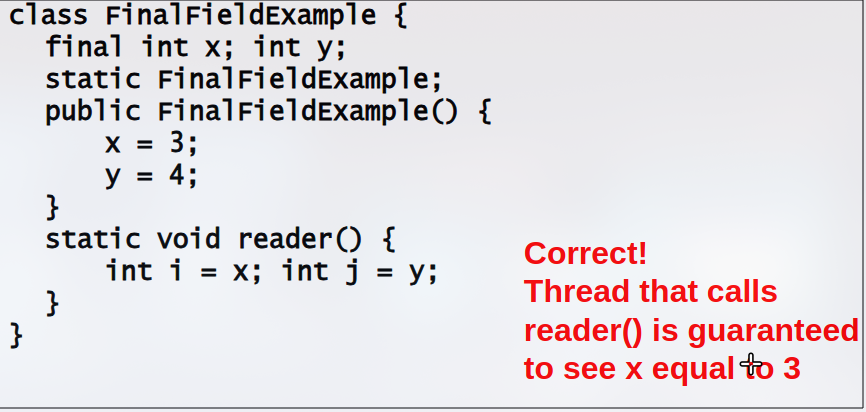 class FinalFieldExample {
final int x; int y;
static FinalFieldExample;
public FinalFieldExample() {
x = 3;
y = 4;
}
static void reader() {
int i = x; int j = y;
}
}
Correct!
Thread that calls
reader() is guaranteed
to see x equal to 3